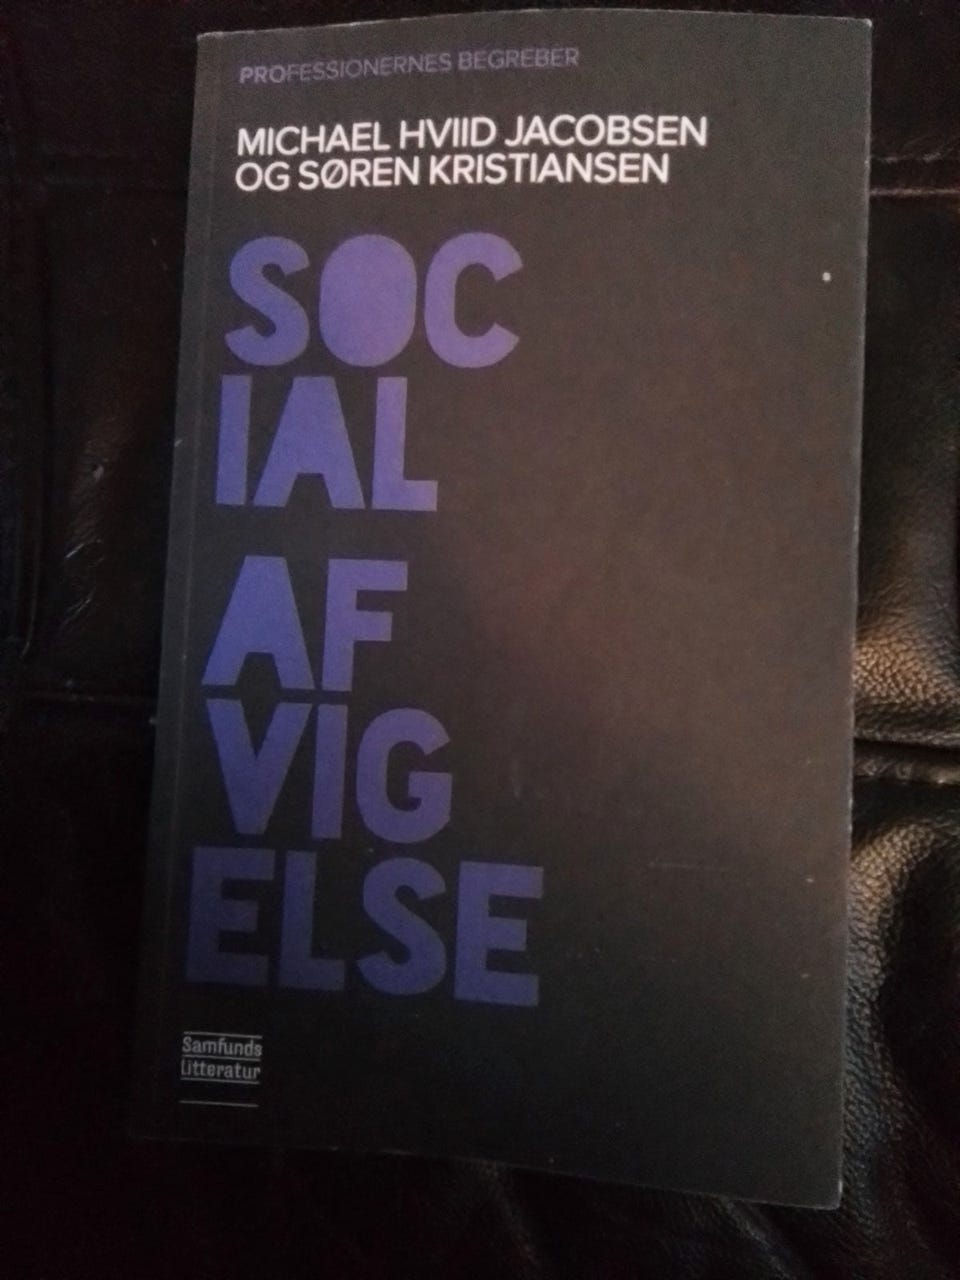 PROFESSIONERNES BEGREBER
MICHAEL HVIID JACOBSEN
OG SØREN KRISTIANSEN
SOC
IAL
AF
VIG
ELSE
Samfunds
Litteratur